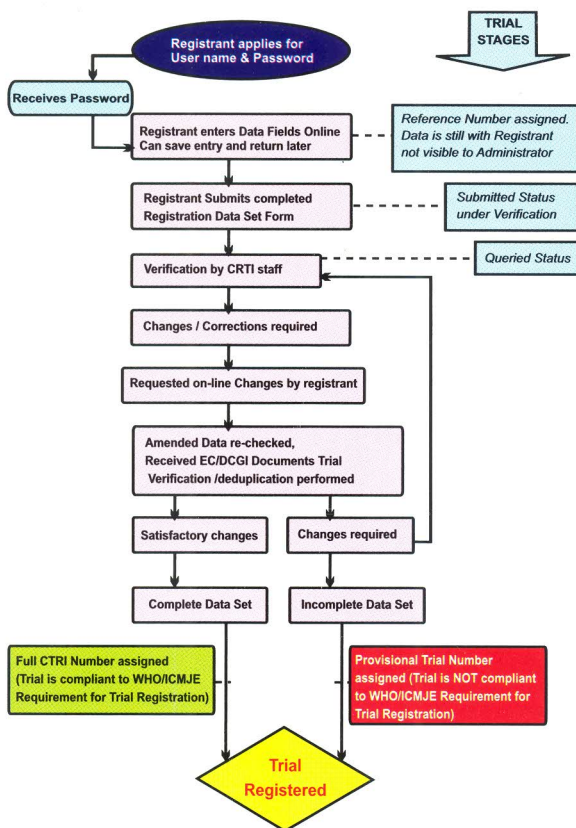 Registrant applies for
User name & Password
TRIAL
STAGES
Receives Password
Registrant enters Data Fields Online
Can save entry and return later
Reference Number assigned.
Data is still with Registrant
not visible to Administrator
Registrant Submits completed
Registration Data Set Form
Submitted Status
under Verification
Verification by CRTI staff
Queried Status
Changes / Corrections required
Requested on-line Changes by registrant
Amended Data re-checked,
Received EC/DCGI Documents Trial
Verification /deduplication performed
Satisfactory changes
Changes required
Complete Data Set
Incomplete Data Set
Full CTRI Number assigned
(Trial is compliant to WHO/ICMJE
Requirement for Trial Registration)
Provisional Trial Number
assigned (Trial is NOT compliant
to WHO/ICMJE Requirement for
Trial Registration)
Trial
Registered